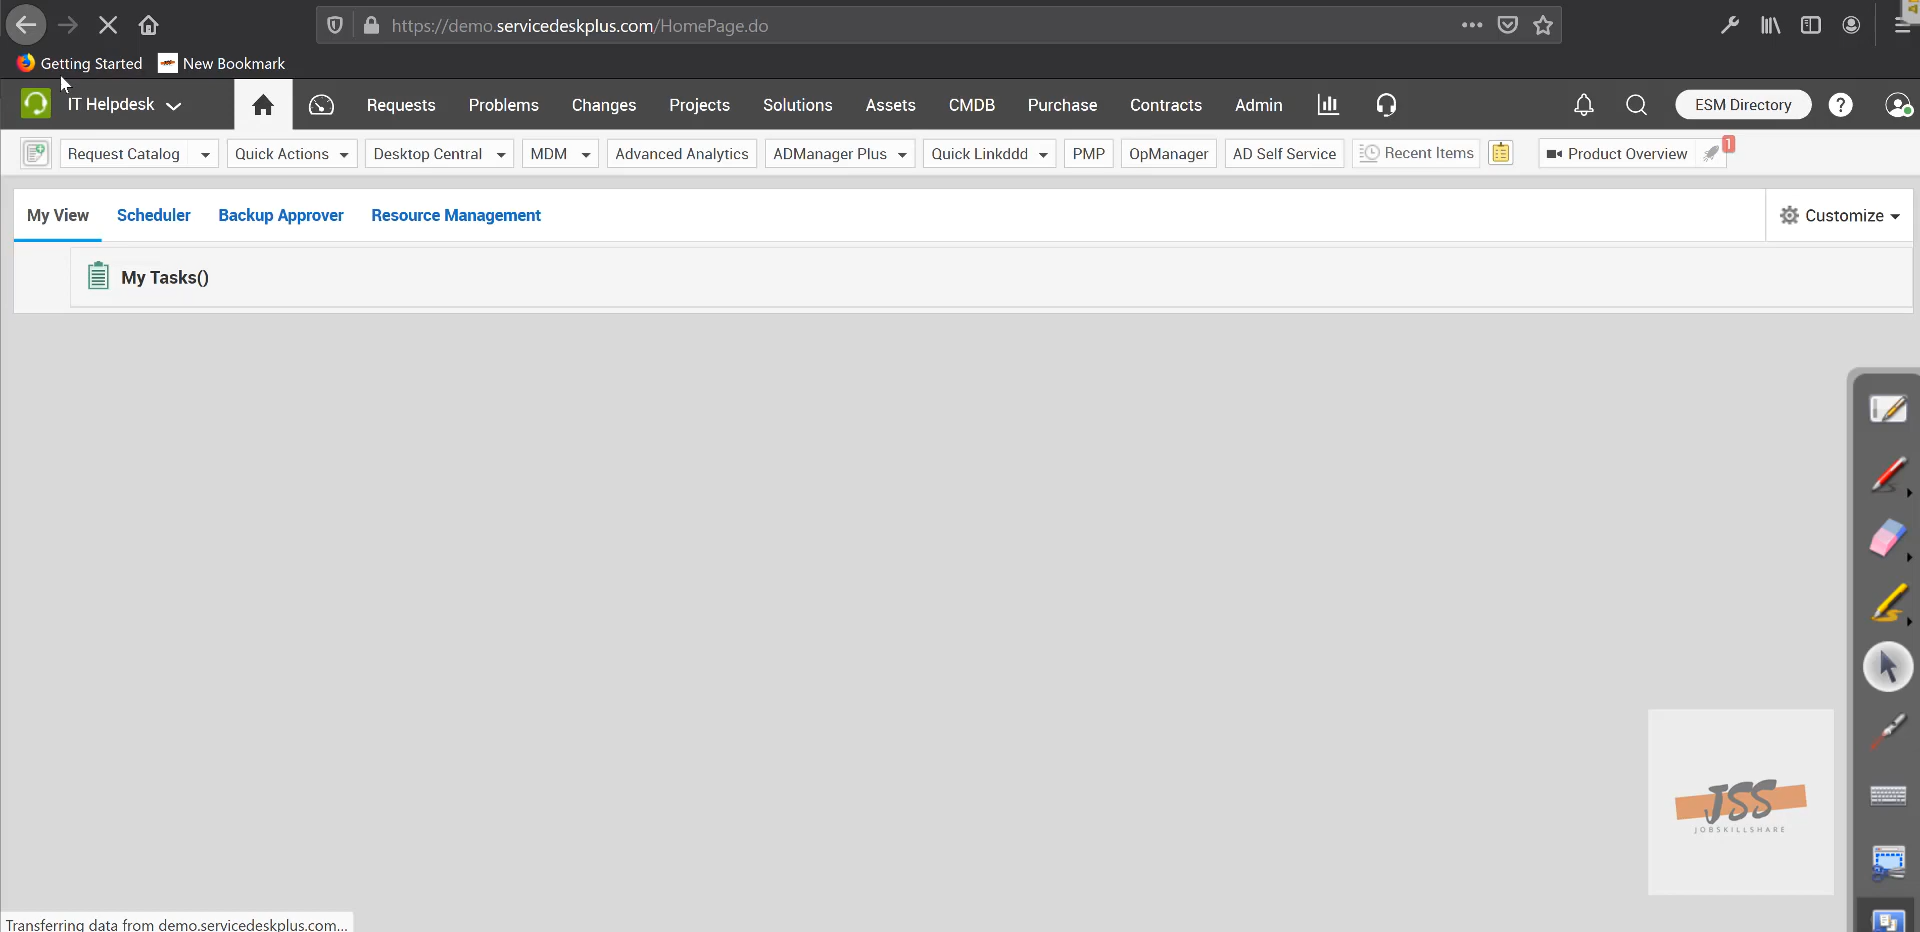 https://demo.servicedeskplus.com/HomePage.do
Getting Started New Bookmark
IT Helpdesk Requests Problems Changes Projects Solutions Assets CMDB Purchase Contracts Admin ESM Directory ?
Request Catalog Quick Actions Desktop Central MDM Advanced Analytics ADManager Plus Quick Linkddd PMP OpManager AD Self Service Recent Items Product Overview 1
My View Scheduler Backup Approver Resource Management Customize
My Tasks()
JSS
JOBSKILLSHARE
Transferring data from demo.servicedeskplus.com...